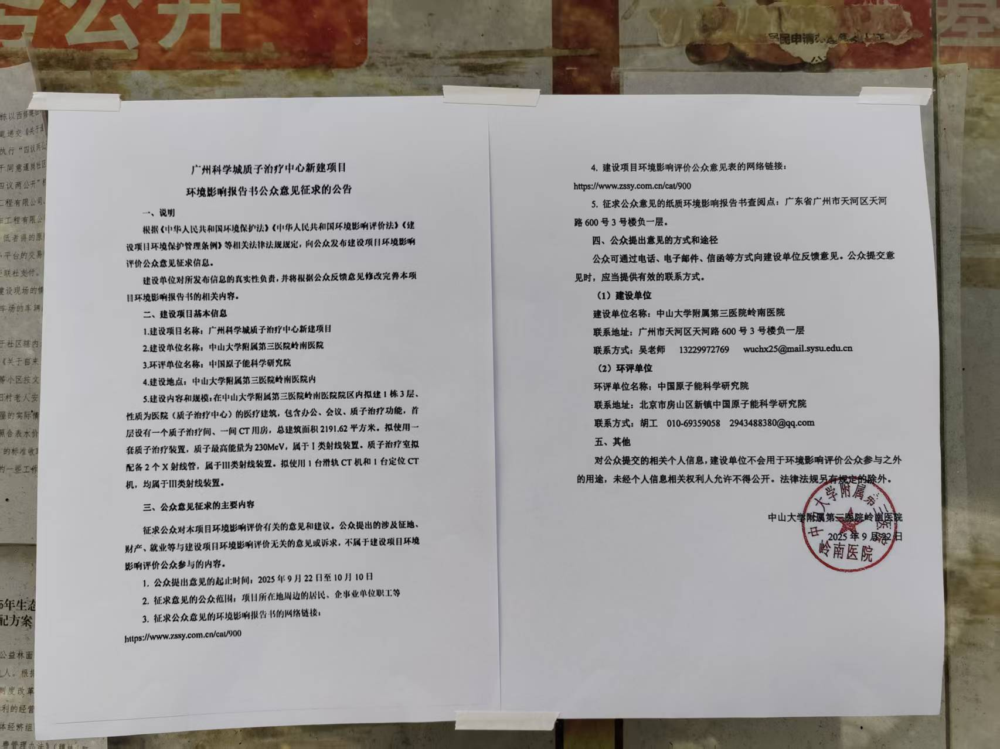 公开
民申请
基
广州科学城质子治疗中心新建项目
环境影响报告书公众意见征求的公告
一、说明
根据《中华人民共和国环境保护法》《中华人民共和国环境影响评价法》《建
设项目环境保护管理条例》等相关法律法规规定，向公众发布建设项目环境影响
评价公众意见征求信息。
建设单位对所发布信息的真实性负责，并将根据公众反馈意见修改完善本项
目环境影响报告书的相关内容。
二、建设项目基本信息
1.建设项目名称：广州科学城质子治疗中心新建项目
2.建设单位名称：中山大学附属第三医院岭南医院
3.环评单位名称：中国原子能科学研究院
4.建设地点：中山大学附属第三医院岭南医院内
5.建设内容和规模：在中山大学附属第三医院岭南医院院区内拟建 1 栋 3 层、
性质为医院（质子治疗中心）的医疗建筑，包含办公、会议、质子治疗功能，首
层设有一个质子治疗间、一间 CT 用房，总建筑面积 2191.62 平方米。拟使用一
套质子治疗装置，质子最高能量为 230MeV，属于 I 类射线装置。质子治疗室拟
配备 2 个 X 射线管，属于III类射线装置。拟使用 1 台滑轨 CT 机和 1 台定位 CT
机，均属于III类射线装置。
三、公众意见征求的主要内容
征求公众对本项目环境影响评价有关的意见和建议。公众提出的涉及征地、
财产、就业等与建设项目环境影响评价无关的意见或诉求，不属于建设项目环境
影响评价公众参与的内容。
1. 公众提出意见的起止时间：2025 年 9 月 22 日至 10 月 10 日
2. 征求意见的公众范围：项目所在地周边的居民、企事业单位职工等
3. 征求公众意见的环境影响报告书的网络链接：
https://www.zssy.com.cn/cat/900
4. 建设项目环境影响评价公众意见表的网络链接：
https://www.zssy.com.cn/cat/900
5. 征求公众意见的纸质环境影响报告书查阅点：广东省广州市天河区天河
路 600 号 3 号楼负一层。
四、公众提出意见的方式和途径
公众可通过电话、电子邮件、信函等方式向建设单位反馈意见。公众提交意
见时，应当提供有效的联系方式。
（1）建设单位
建设单位名称：中山大学附属第三医院岭南医院
联系地址：广州市天河区天河路 600 号 3 号楼负一层
联系方式：吴老师 13229972769 wuchx25@mail.sysu.edu.cn
（2）环评单位
环评单位名称：中国原子能科学研究院
联系地址：北京市房山区新镇中国原子能科学研究院
联系方式：胡工 010-69359058 2943488380@qq.com
五、其他
对公众提交的相关个人信息，建设单位不会用于环境影响评价公众参与之外
的用途，未经个人信息相关权利人允许不得公开。法律法规另有规定的除外。
中山大学附属第三医院岭南医院
2025 年 9 月 22 日
中山大学附属第三医院
岭南医院